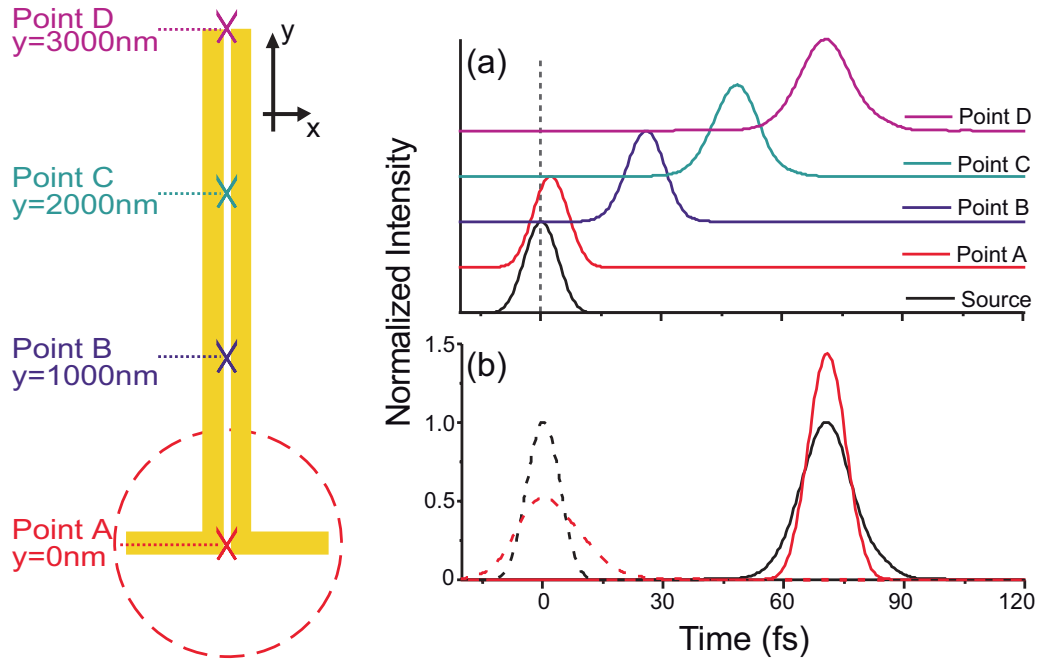 Point D
y=3000nm
y
x
Point C
y=2000nm
Point B
y=1000nm
Point A
y=0nm
(a)
Point D
Point C
Point B
Point A
Source
Normalized Intensity
(b)
1.5
1.0
0.5
0
0 30 60 90 120
Time (fs)